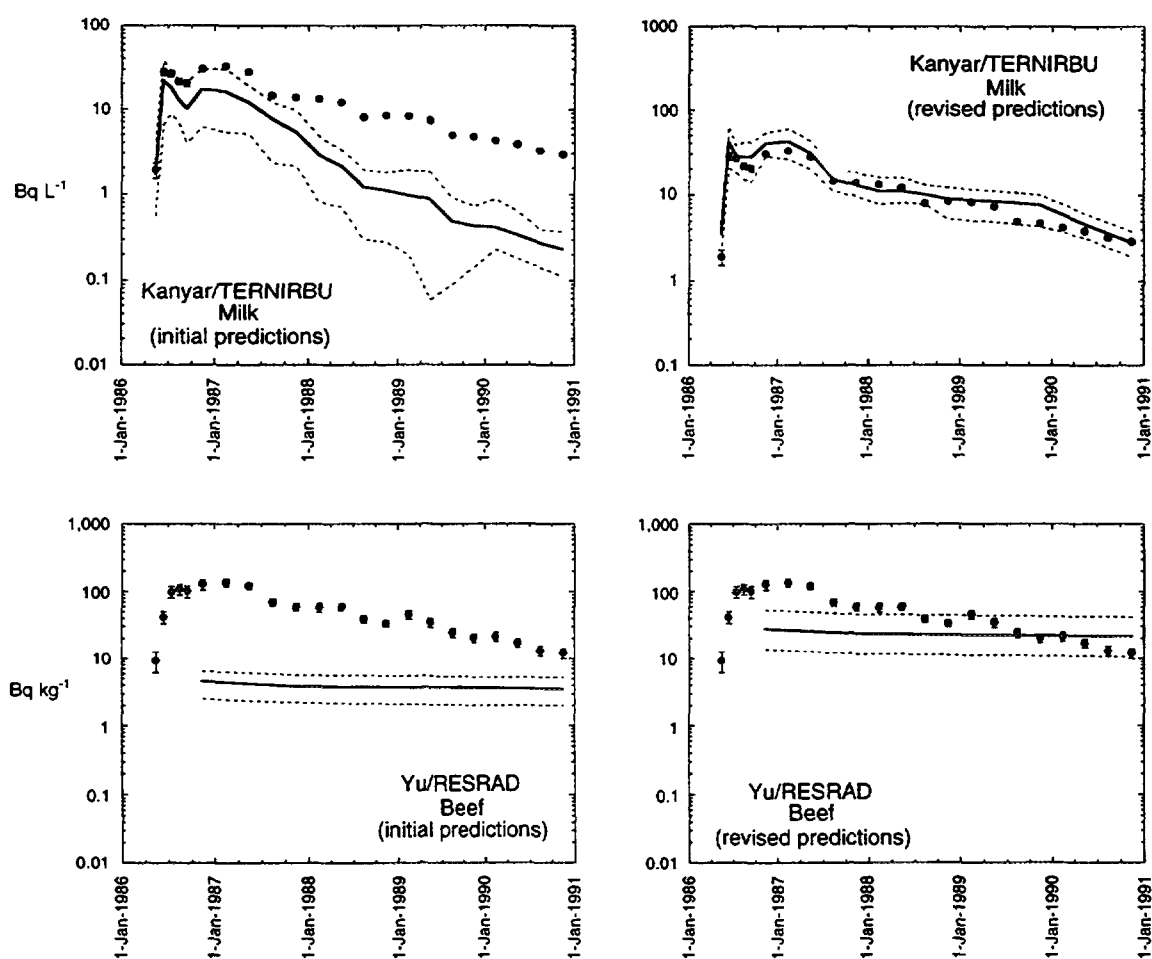 100
10
1
0.1
0.01
Bq L-1
Kanyar/TERNIRBU
Milk
(initial predictions)
1-Jan-1986
1-Jan-1987
1-Jan-1988
1-Jan-1989
1-Jan-1990
1-Jan-1991
1000
100
10
1
0.1
Kanyar/TERNIRBU
Milk
(revised predictions)
1-Jan-1986
1-Jan-1987
1-Jan-1988
1-Jan-1989
1-Jan-1990
1-Jan-1991
1,000
100
10
1
0.1
0.01
Bq kg-1
Yu/RESRAD
Beef
(initial predictions)
1-Jan-1986
1-Jan-1987
1-Jan-1988
1-Jan-1989
1-Jan-1990
1-Jan-1991
1,000
100
10
1
0.1
0.01
Yu/RESRAD
Beef
(revised predictions)
1-Jan-1986
1-Jan-1987
1-Jan-1988
1-Jan-1989
1-Jan-1990
1-Jan-1991